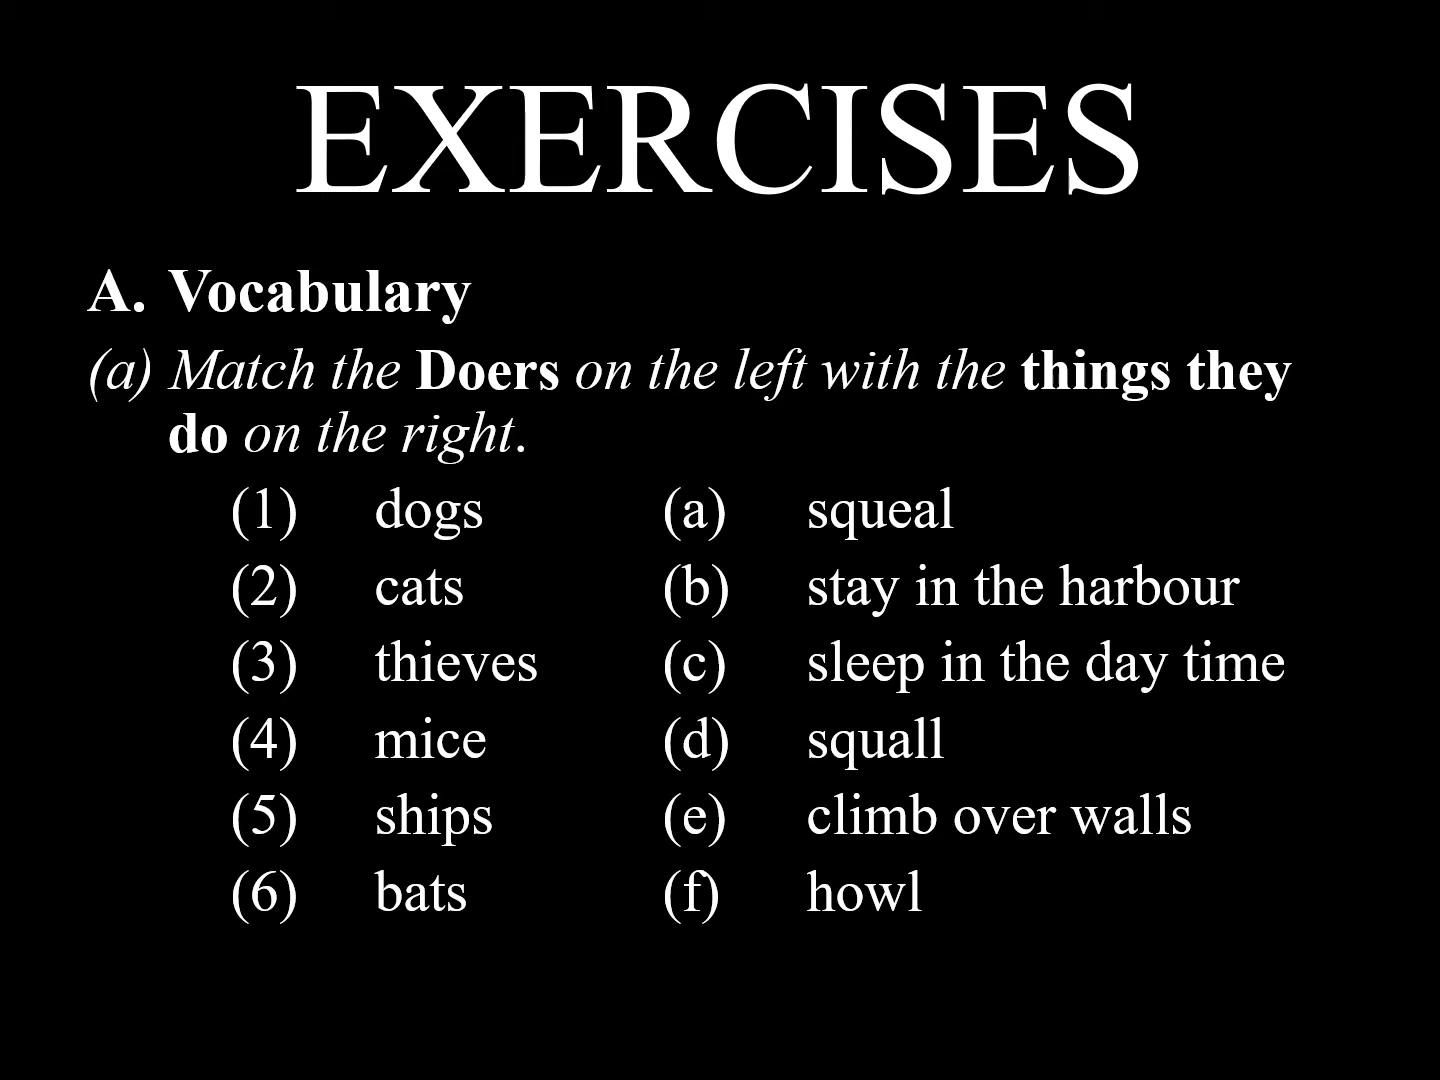 EXERCISES
A. Vocabulary
(a) Match the Doers on the left with the things they
do on the right.
(1) dogs (a) squeal
(2) cats (b) stay in the harbour
(3) thieves (c) sleep in the day time
(4) mice (d) squall
(5) ships (e) climb over walls
(6) bats (f) howl